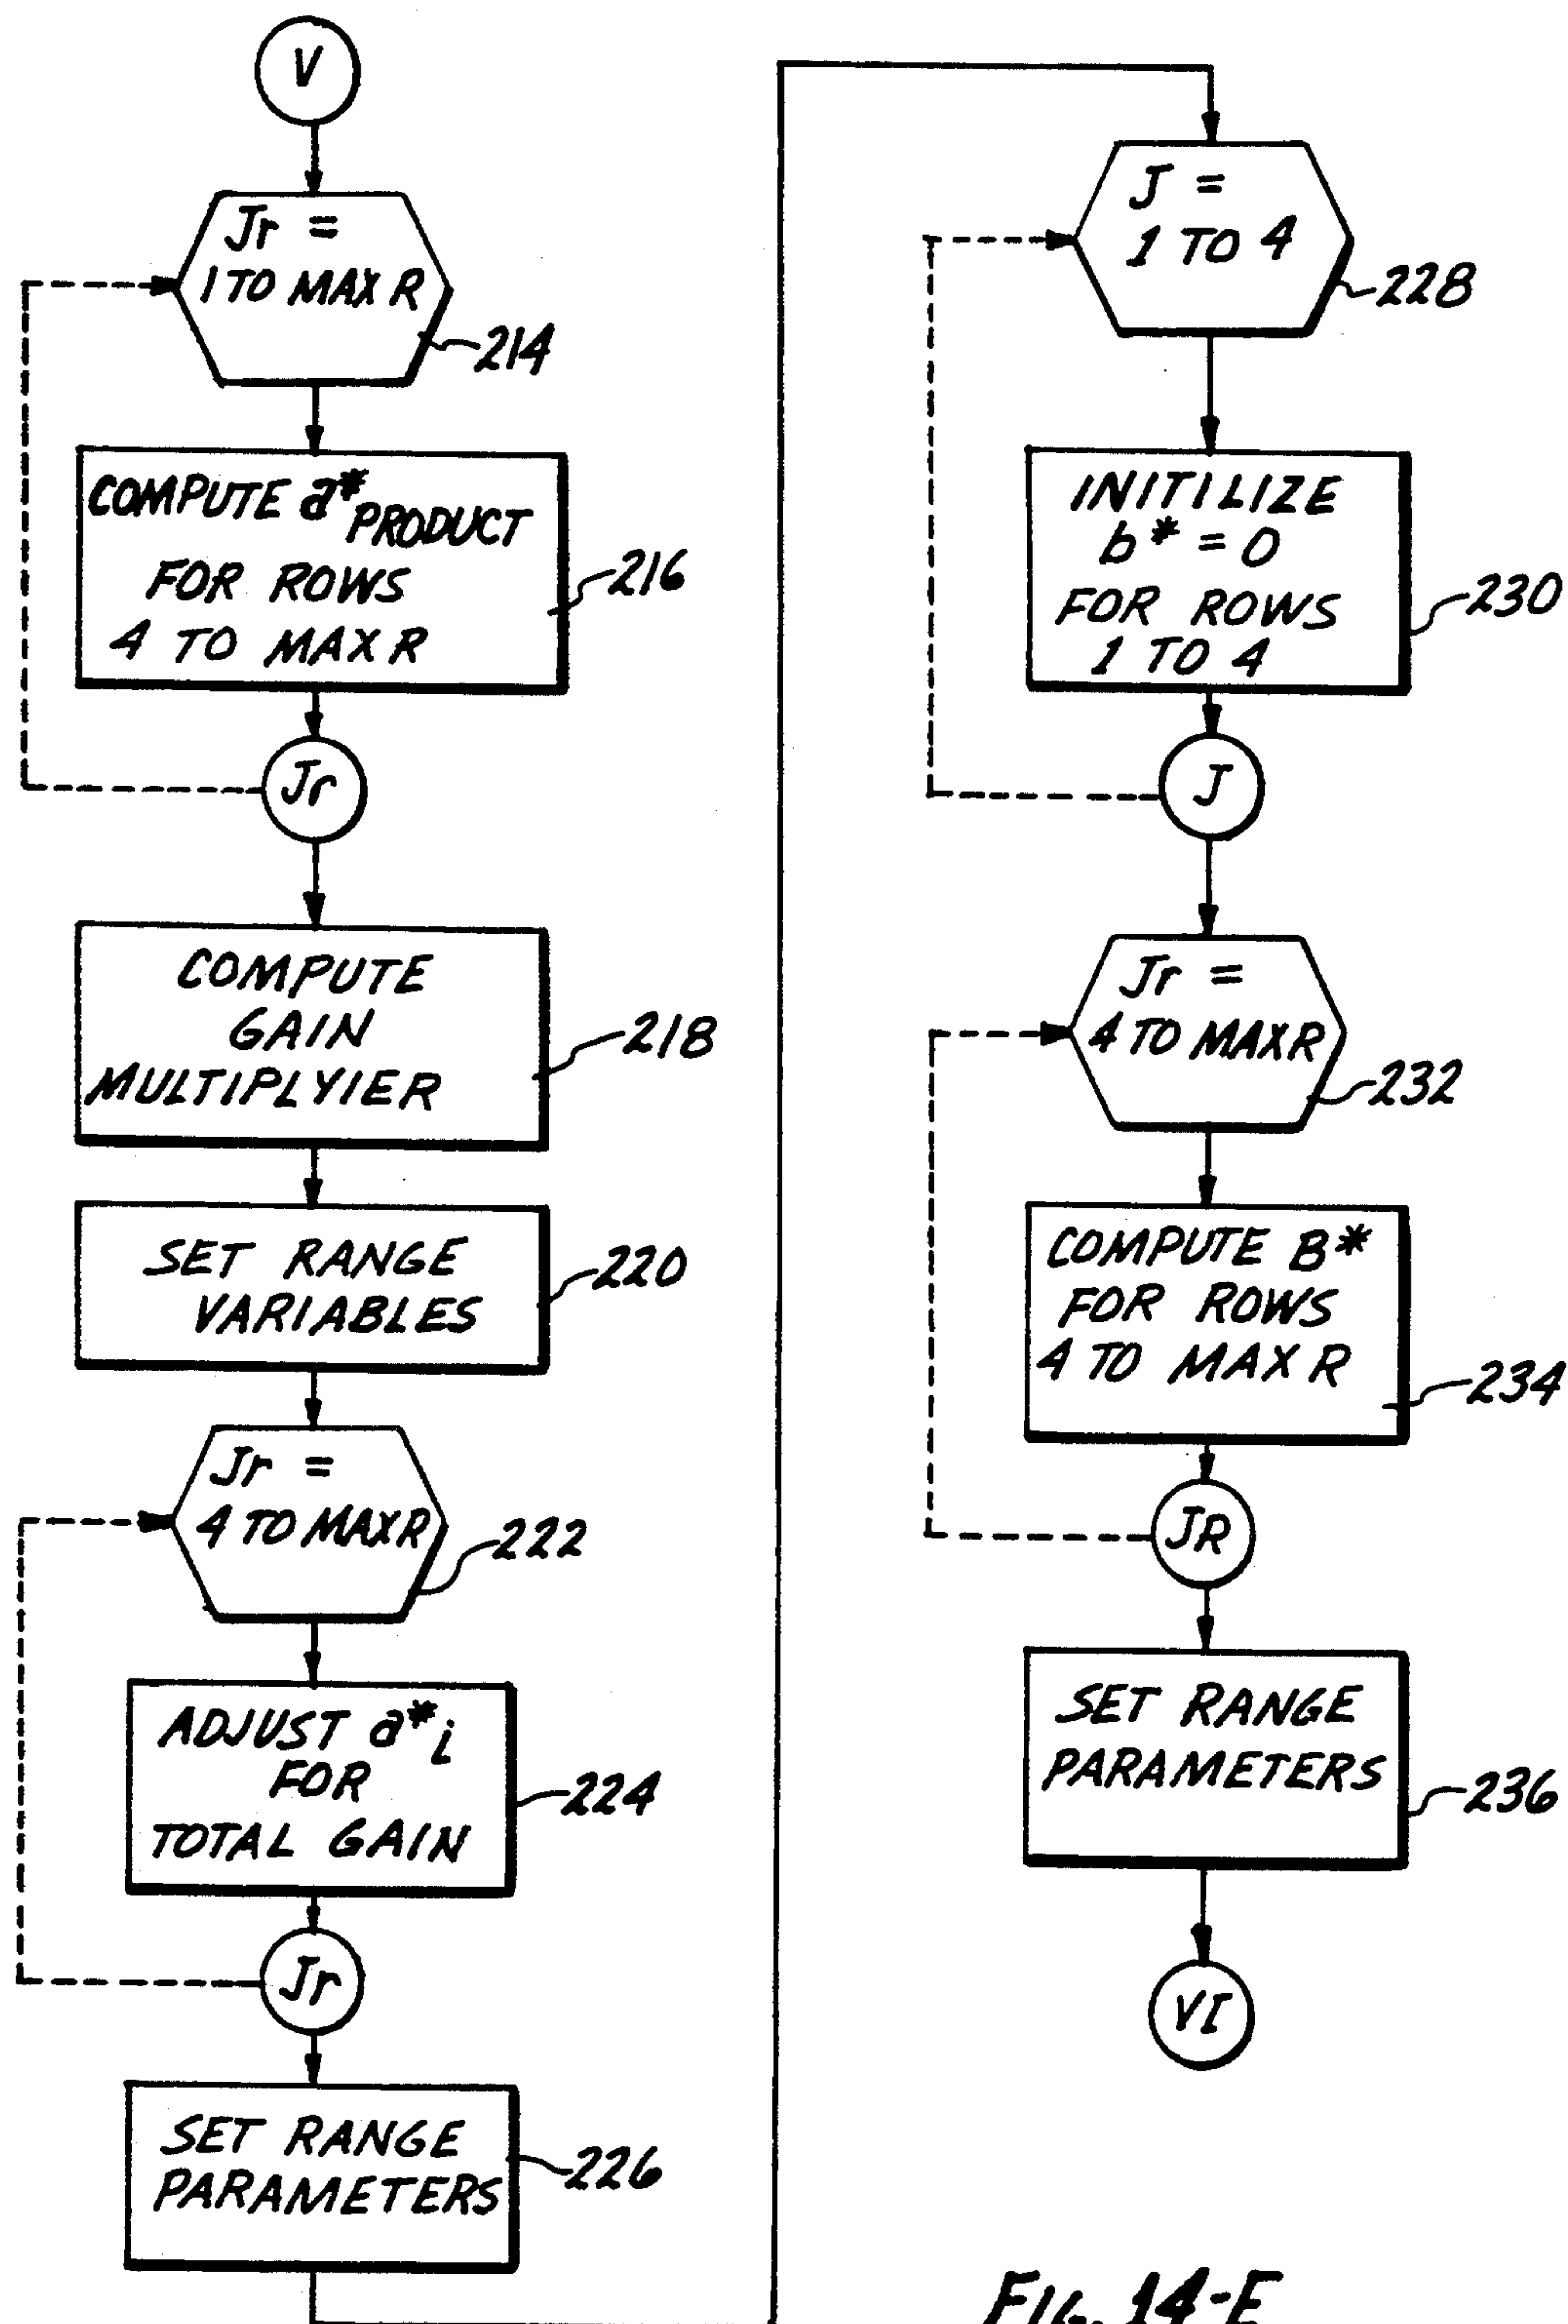 V
Jr =
1 TO MAX R
214
COMPUTE a*PRODUCT
FOR ROWS
4 TO MAX R
216
Jr
COMPUTE
GAIN
MULTIPLYIER
218
SET RANGE
VARIABLES
220
Jr =
4 TO MAX R
222
ADJUST a*i
FOR
TOTAL GAIN
224
Jr
SET RANGE
PARAMETERS
226
J =
1 TO 4
228
INITILIZE
b* = 0
FOR ROWS
1 TO 4
230
J
Jr =
4 TO MAX R
232
COMPUTE B*
FOR ROWS
4 TO MAX R
234
JR
SET RANGE
PARAMETERS
236
VI
FIG. 14-E